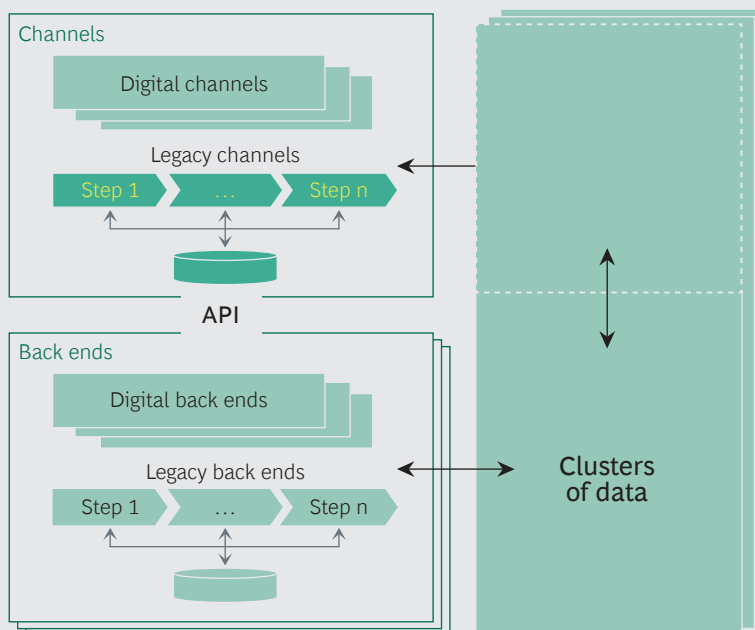 Channels
Digital channels
Legacy channels
Step 1
...
Step n
API
Back ends
Digital back ends
Legacy back ends
Step 1
...
Step n
Clusters
of data